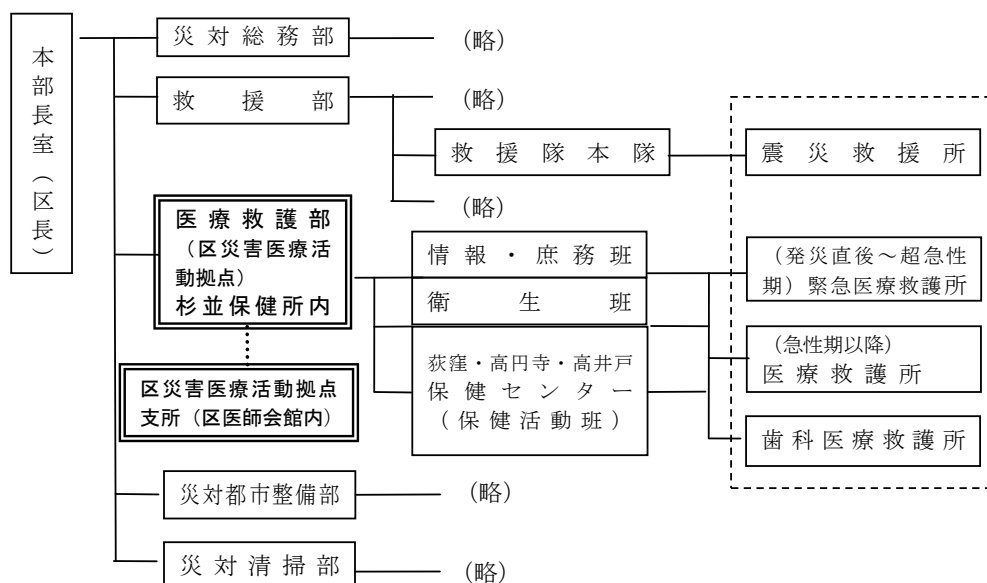 本部長室（区長）
災対総務部
（略）
救援部
（略）
救援隊本隊
震災救援所
（略）
医療救護部
（区災害医療活
動拠点）
杉並保健所内
情報・庶務班
衛生班
荻窪・高円寺・高井戸
保健センター
（保健活動班）
（発災直後～超急性
期）緊急医療救護所
（急性期以降）
医療救護所
歯科医療救護所
区災害医療活動拠点
支所（区医師会館内）
災対都市整備部
（略）
災対清掃部
（略）